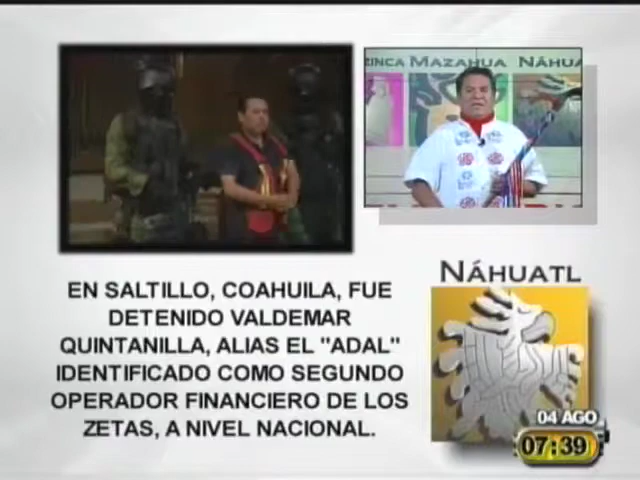 ZINCA MAZAHUA NÁHUA
EN SALTILLO, COAHUILA, FUE
DETENIDO VALDEMAR
QUINTANILLA, ALIAS EL "ADAL"
IDENTIFICADO COMO SEGUNDO
OPERADOR FINANCIERO DE LOS
ZETAS, A NIVEL NACIONAL.
NÁHUATL
04 AGO
07:39